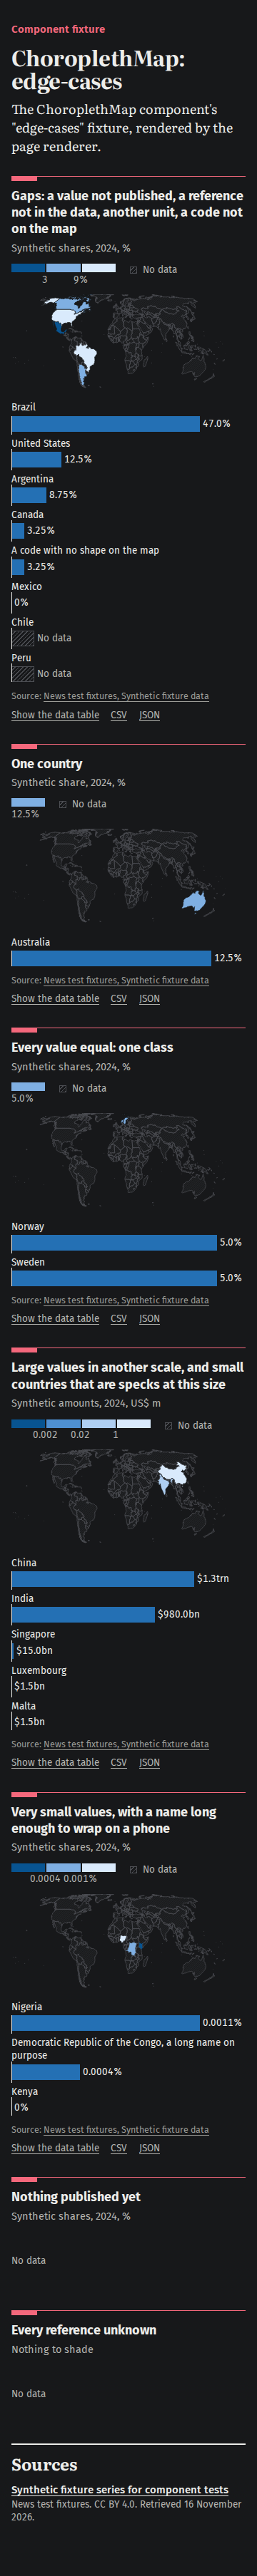 Component fixture
ChoroplethMap:
edge-cases
The ChoroplethMap component's
"edge-cases" fixture, rendered by the
page renderer.
Gaps: a value not published, a reference
not in the data, another unit, a code not
on the map
Synthetic shares, 2024, %
No data
3 9%
Brazil
47.0%
United States
12.5%
Argentina
8.75%
Canada
3.25%
A code with no shape on the map
3.25%
Mexico
0%
Chile
No data
Peru
No data
Source: News test fixtures, Synthetic fixture data
Show the data table CSV JSON
One country
Synthetic share, 2024, %
No data
12.5%
Australia
12.5%
Source: News test fixtures, Synthetic fixture data
Show the data table CSV JSON
Every value equal: one class
Synthetic shares, 2024, %
No data
5.0%
Norway
5.0%
Sweden
5.0%
Source: News test fixtures, Synthetic fixture data
Show the data table CSV JSON
Large values in another scale, and small
countries that are specks at this size
Synthetic amounts, 2024, US$ m
No data
0.002 0.02 1
China
$1.3trn
India
$980.0bn
Singapore
$15.0bn
Luxembourg
$1.5bn
Malta
$1.5bn
Source: News test fixtures, Synthetic fixture data
Show the data table CSV JSON
Very small values, with a name long
enough to wrap on a phone
Synthetic shares, 2024, %
No data
0.0004 0.001%
Nigeria
0.0011%
Democratic Republic of the Congo, a long name on
purpose
0.0004%
Kenya
0%
Source: News test fixtures, Synthetic fixture data
Show the data table CSV JSON
Nothing published yet
Synthetic shares, 2024, %
No data
Every reference unknown
Nothing to shade
No data
Sources
Synthetic fixture series for component tests
News test fixtures. CC BY 4.0. Retrieved 16 November
2026.